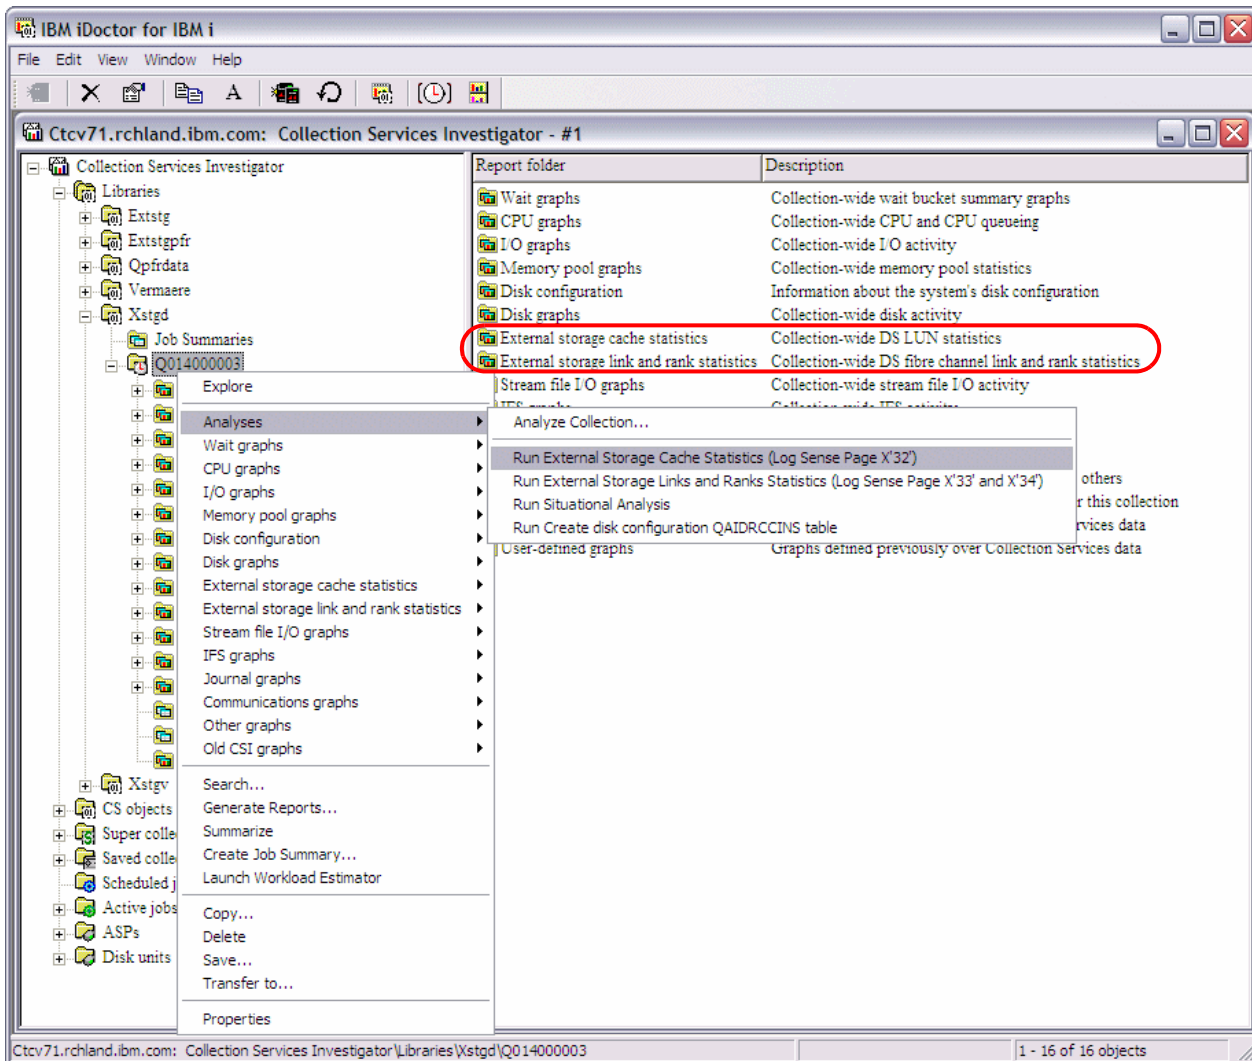 IBM iDoctor for IBM i
File Edit View Window Help
A
Ctcv71.rchland.ibm.com: Collection Services Investigator - #1
Collection Services Investigator
Libraries
Extstg
Extstgpfr
Qpfrdata
Vermaere
Xstgd
Job Summaries
Q014000003
Xstgv
CS objects
Super colle
Saved colle
Scheduled j
Active jobs
ASPs
Disk units
Report folder Description
Wait graphs Collection-wide wait bucket summary graphs
CPU graphs Collection-wide CPU and CPU queueing
I/O graphs Collection-wide I/O activity
Memory pool graphs Collection-wide memory pool statistics
Disk configuration Information about the system's disk configuration
Disk graphs Collection-wide disk activity
External storage cache statistics Collection-wide DS LUN statistics
External storage link and rank statistics Collection-wide DS fibre channel link and rank statistics
Stream file I/O graphs Collection-wide stream file I/O activity
others
r this collection
rvices data
User-defined graphs Graphs defined previously over Collection Services data
Explore
Analyses
Wait graphs
CPU graphs
I/O graphs
Memory pool graphs
Disk configuration
Disk graphs
External storage cache statistics
External storage link and rank statistics
Stream file I/O graphs
IFS graphs
Journal graphs
Communications graphs
Other graphs
Old CSI graphs
Search...
Generate Reports...
Summarize
Create Job Summary...
Launch Workload Estimator
Copy...
Delete
Save...
Transfer to...
Properties
Analyze Collection...
Run External Storage Cache Statistics (Log Sense Page X'32')
Run External Storage Links and Ranks Statistics (Log Sense Page X'33' and X'34')
Run Situational Analysis
Run Create disk configuration QAIDRCCINS table
Ctcv71.rchland.ibm.com: Collection Services Investigator\Libraries\Xstgd\Q014000003
1 - 16 of 16 objects